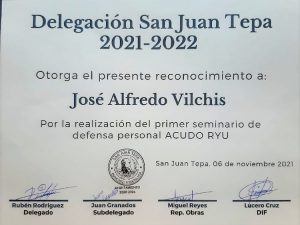 Delegación San Juan Tepa
2021-2022
Otorga el presente reconocimiento a:
José Alfredo Vilchis
Por la realización del primer seminario de
defensa personal ACUDO RYU
San Juan Tepa, 06 de noviembre 2021
Rubén Rodríguez
Delegado
Juan Granados
Subdelegado
Miguel Reyes
Rep. Obras
Lúcero Cruz
DIF